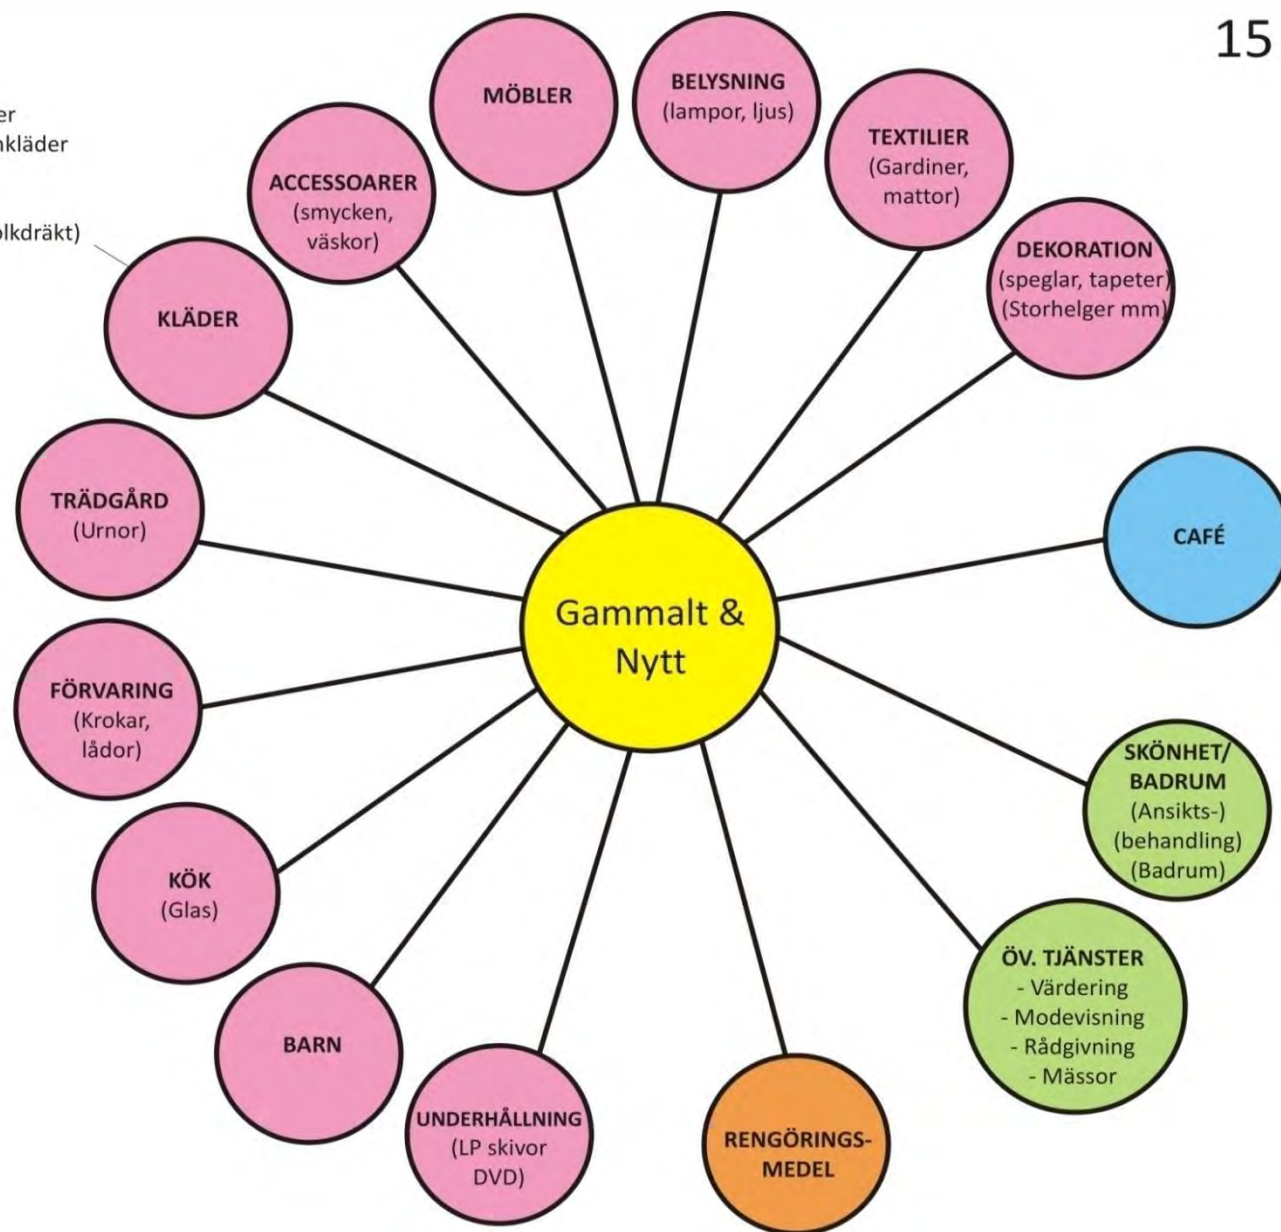 15
er
nkläder
olkdräkt)
MÖBLER
BELYSNING
(lampor, ljus)
TEXTILIER
(Gardiner,
mattor)
DEKORATION
(speglar, tapeter)
(Storhelger mm)
ACCESSOARER
(smycken,
väskor)
KLÄDER
TRÄDGÅRD
(Urnor)
FÖRVARING
(Krokar,
lådor)
KÖK
(Glas)
BARN
UNDERHÅLLNING
(LP skivor
DVD)
RENGÖRINGS-
MEDEL
ÖV. TJÄNSTER
- Värdering
- Modevisning
- Rådgivning
- Mässor
SKÖNHET/
BADRUM
(Ansikts-)
(behandling)
(Badrum)
CAFÉ
Gammalt &
Nytt